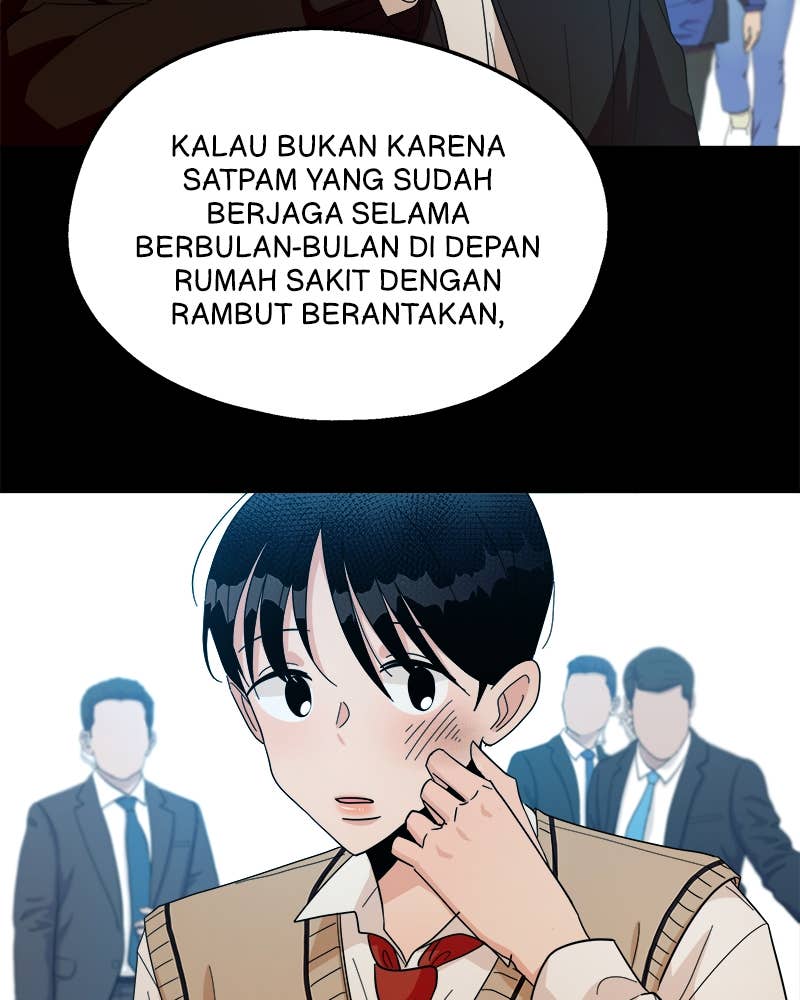 KALAU BUKAN KARENA
SATPAM YANG SUDAH
BERJAGA SELAMA
BERBULAN-BULAN DI DEPAN
RUMAH SAKIT DENGAN
RAMBUT BERANTAKAN,